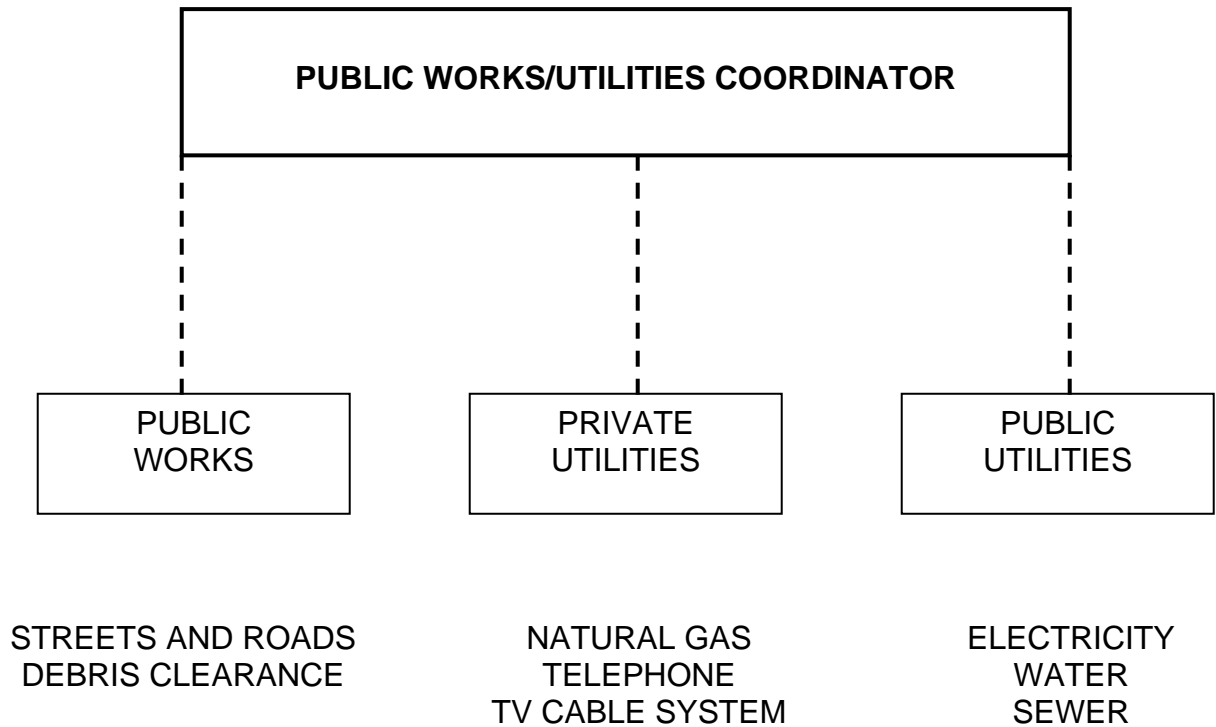 PUBLIC WORKS/UTILITIES COORDINATOR
PUBLIC
WORKS
PRIVATE
UTILITIES
PUBLIC
UTILITIES
STREETS AND ROADS
DEBRIS CLEARANCE
NATURAL GAS
TELEPHONE
TV CABLE SYSTEM
ELECTRICITY
WATER
SEWER